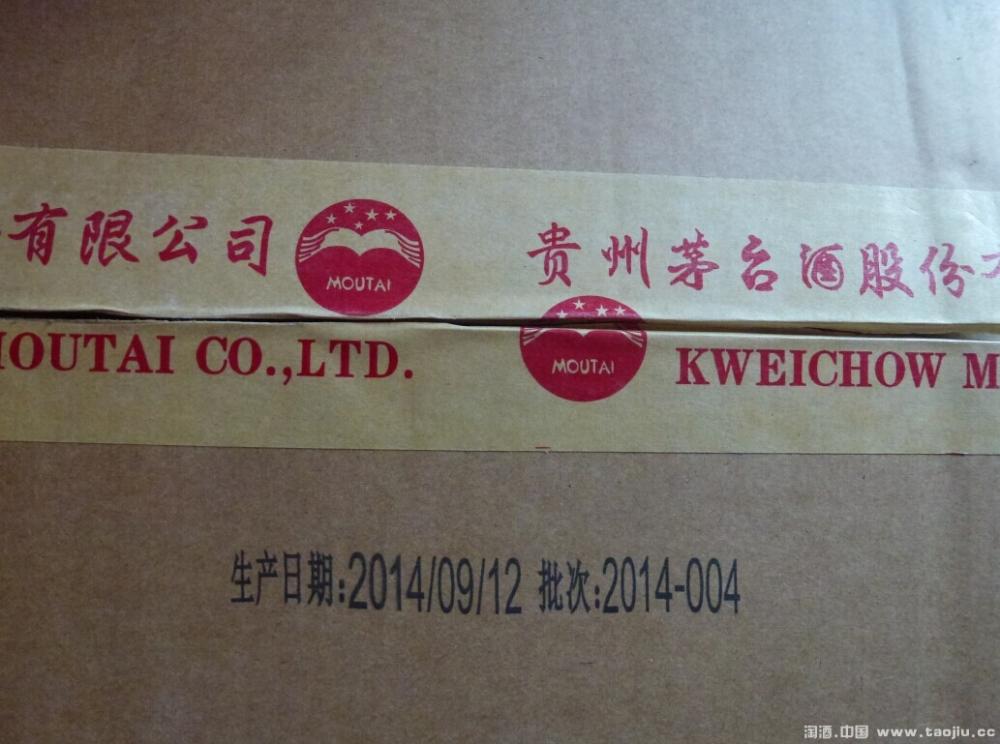 有限公司 MOUTAI 贵州茅台酒股份
MOUTAI CO.,LTD. MOUTAI KWEICHOW M
生产日期:2014/09/12 批次:2014-004
淘酒.中国 www.taojiu.cc